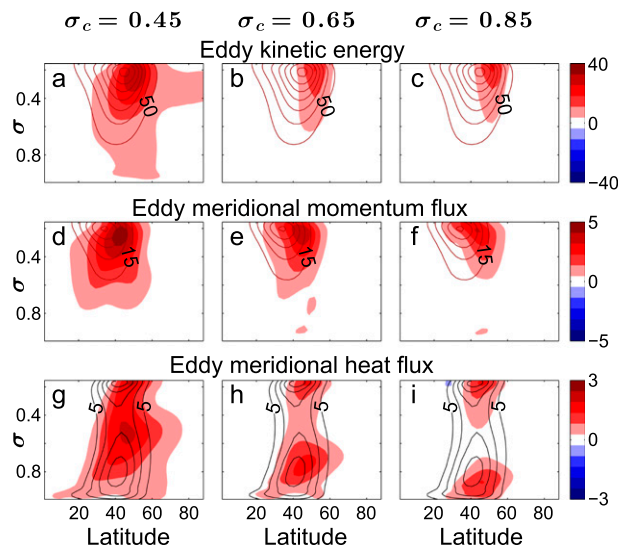 σc = 0.45 σc = 0.65 σc = 0.85
Eddy kinetic energy
a b c
50 50 50
0.4
0.8
σ
40
20
0
−20
−40
Eddy meridional momentum flux
d e f
15 15 15
0.4
0.8
σ
5
0
−5
Eddy meridional heat flux
g h i
5 5 5 5 5 5
0.4
0.8
σ
3
0
−3
20 40 60 80 20 40 60 80 20 40 60 80
Latitude Latitude Latitude